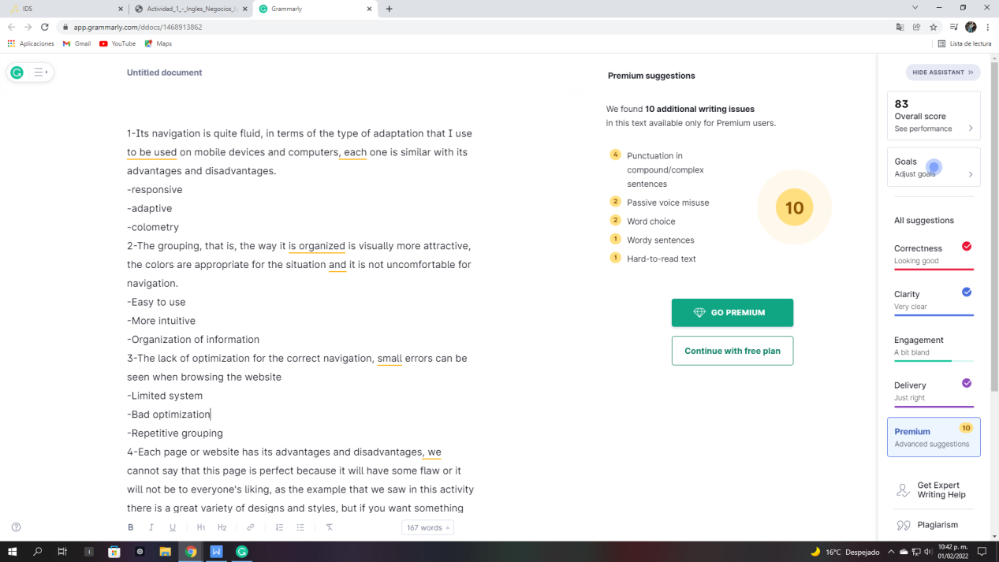 IDS
Actividad_1_-_Ingles_Negocios_I.
Grammarly
app.grammarly.com/ddocs/1468913862
Aplicaciones
Gmail
YouTube
Maps
Lista de lectura
Untitled document
1-Its navigation is quite fluid, in terms of the type of adaptation that I use
to be used on mobile devices and computers, each one is similar with its
advantages and disadvantages.
-responsive
-adaptive
-colometry
2-The grouping, that is, the way it is organized is visually more attractive,
the colors are appropriate for the situation and it is not uncomfortable for
navigation.
-Easy to use
-More intuitive
-Organization of information
3-The lack of optimization for the correct navigation, small errors can be
seen when browsing the website
-Limited system
-Bad optimization
-Repetitive grouping
4-Each page or website has its advantages and disadvantages, we
cannot say that this page is perfect because it will have some flaw or it
will not be to everyone's liking, as the example that we saw in this activity
there is a great variety of designs and styles, but if you want something
B I U H1 H2
167 words
Premium suggestions
We found 10 additional writing issues
in this text available only for Premium users.
4 Punctuation in
compound/complex
sentences
2 Passive voice misuse
2 Word choice
1 Wordy sentences
1 Hard-to-read text
10
GO PREMIUM
Continue with free plan
HIDE ASSISTANT
83
Overall score
See performance
Goals
Adjust goals
All suggestions
Correctness
Looking good
Clarity
Very clear
Engagement
A bit bland
Delivery
Just right
Premium 10
Advanced suggestions
Get Expert
Writing Help
Plagiarism
16°C Despejado
10:42 p. m.
01/02/2022